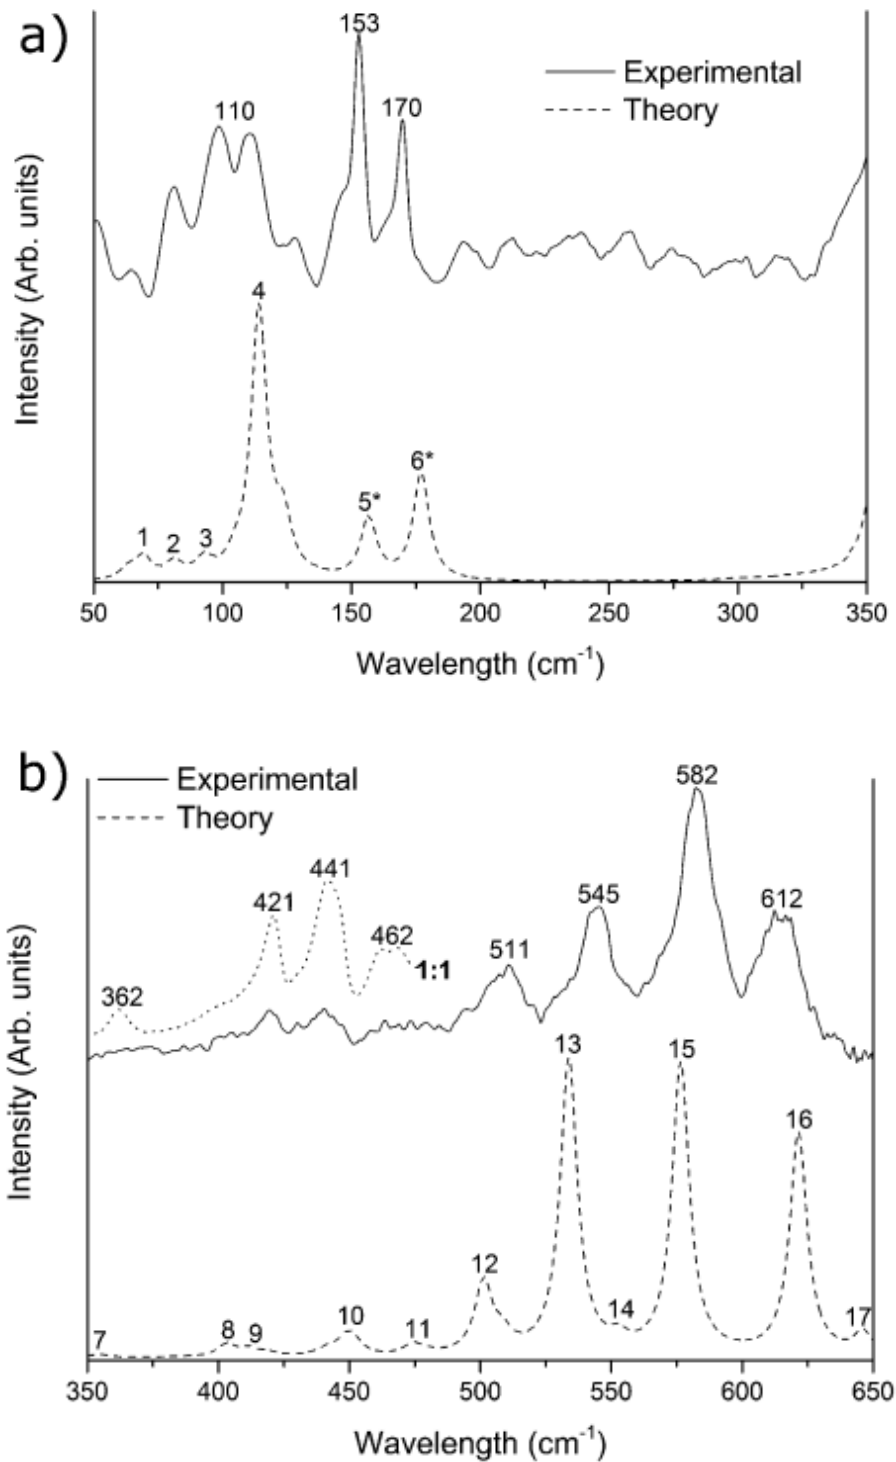 a)
153
Experimental
Theory
110
170
4
6*
5*
1
2
3
Intensity (Arb. units)
50 100 150 200 250 300 350
Wavelength (cm-1)
b)
Experimental
Theory
582
441
421
545
612
462
511
1:1
362
13
15
16
12
14
17
10
8
9
11
7
Intensity (Arb. units)
350 400 450 500 550 600 650
Wavelength (cm-1)